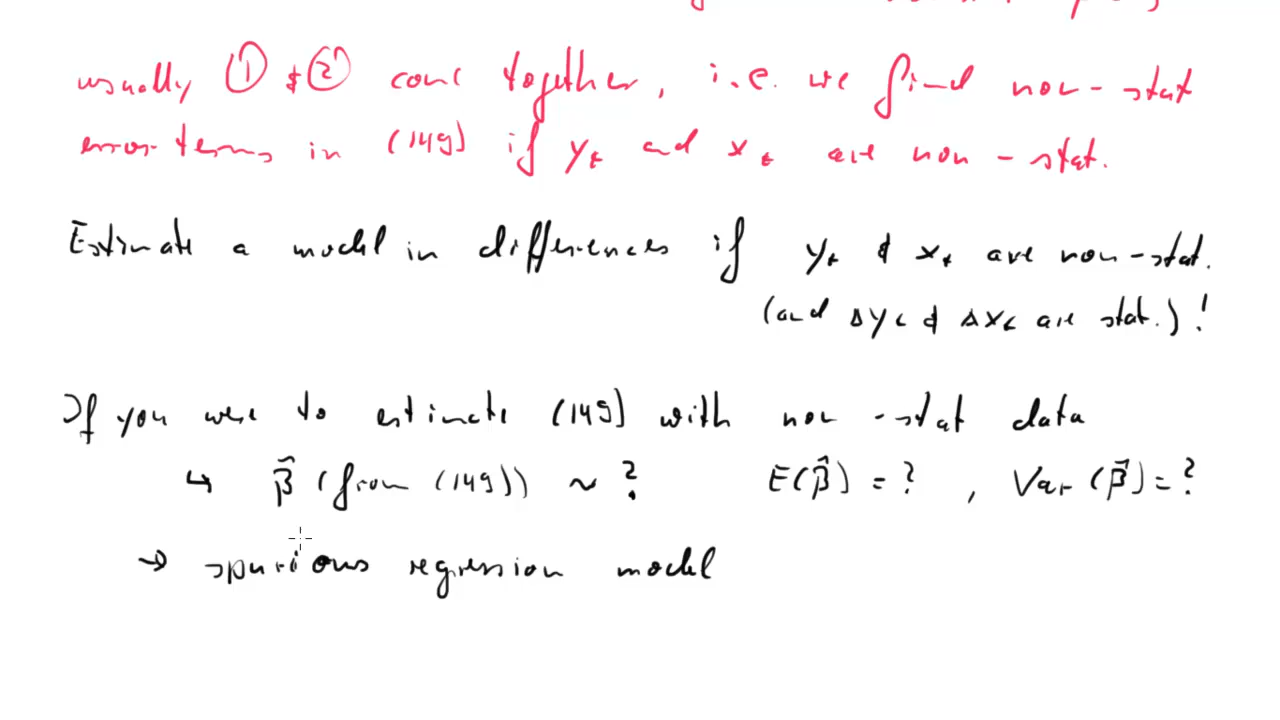 usually ① & ② come together, i.e. we find non-stat
error terms in (149) if yt and xt are non-stat.
Estimate a model in differences if yt & xt are non-stat.
(and Δyt & Δxt are stat.)!
If you were to estimate (149) with non-stat data
↳ β̂ (from (149)) ~ ? E(β̂) = ?, Var(β̂) = ?
→ spurious regression model